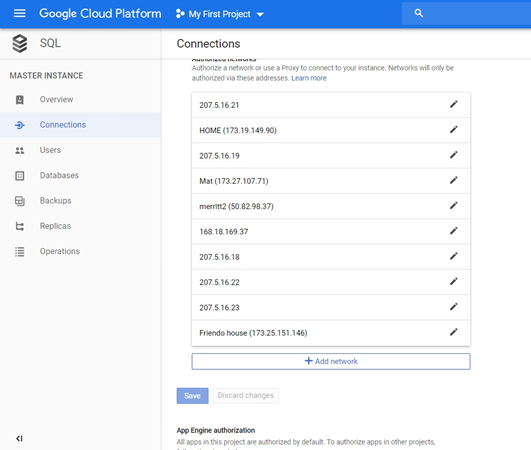 Google Cloud Platform
My First Project
SQL
Connections
MASTER INSTANCE
Overview
Connections
Users
Databases
Backups
Replicas
Operations
Authorized networks
Authorize a network or use a Proxy to connect to your instance. Networks will only be
authorized via these addresses. Learn more
207.5.16.21
HOME (173.19.149.90)
207.5.16.19
Mat (173.27.107.71)
merritt2 (50.82.98.37)
168.18.169.37
207.5.16.18
207.5.16.22
207.5.16.23
Friendo house (173.25.151.146)
+ Add network
Save
Discard changes
App Engine authorization
All apps in this project are authorized by default. To authorize apps in other projects,